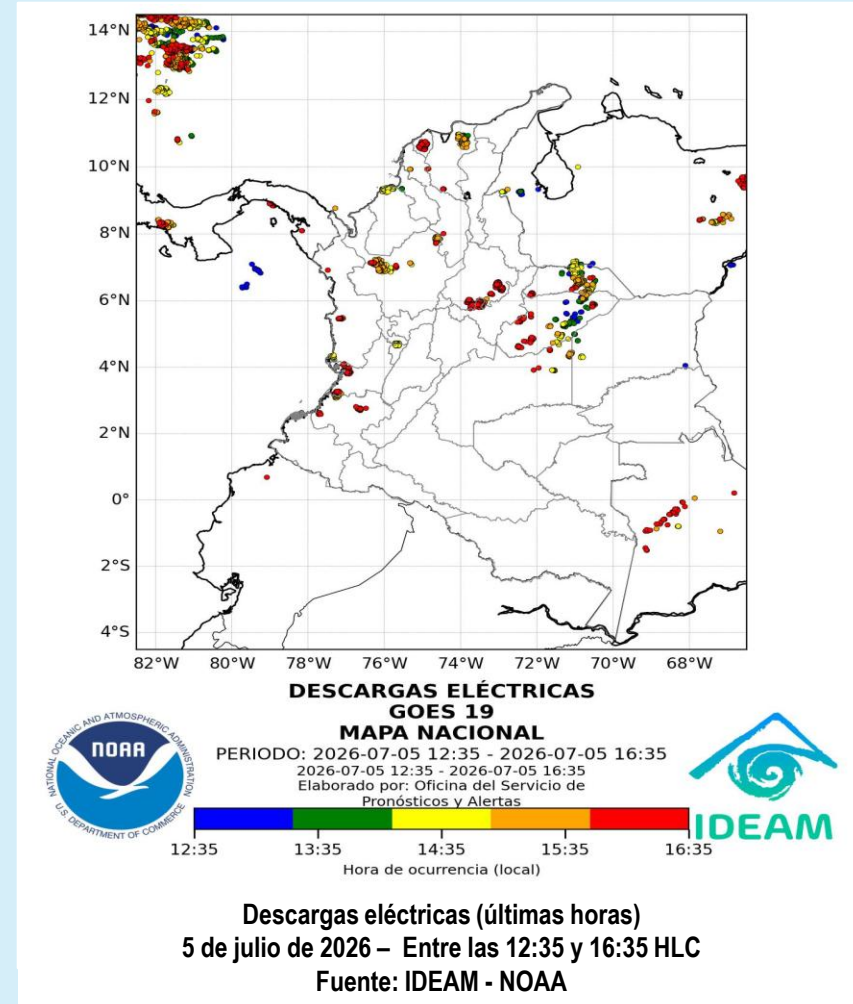 14°N
12°N
10°N
8°N
6°N
4°N
2°N
0°
2°S
4°S
82°W 80°W 78°W 76°W 74°W 72°W 70°W 68°W
DESCARGAS ELÉCTRICAS
GOES 19
MAPA NACIONAL
PERIODO: 2026-07-05 12:35 - 2026-07-05 16:35
2026-07-05 12:35 - 2026-07-05 16:35
Elaborado por: Oficina del Servicio de
Pronósticos y Alertas
NATIONAL OCEANIC AND ATMOSPHERIC ADMINISTRATION
NOAA
U.S. DEPARTMENT OF COMMERCE
IDEAM
12:35 13:35 14:35 15:35 16:35
Hora de ocurrencia (local)
Descargas eléctricas (últimas horas)
5 de julio de 2026 – Entre las 12:35 y 16:35 HLC
Fuente: IDEAM - NOAA